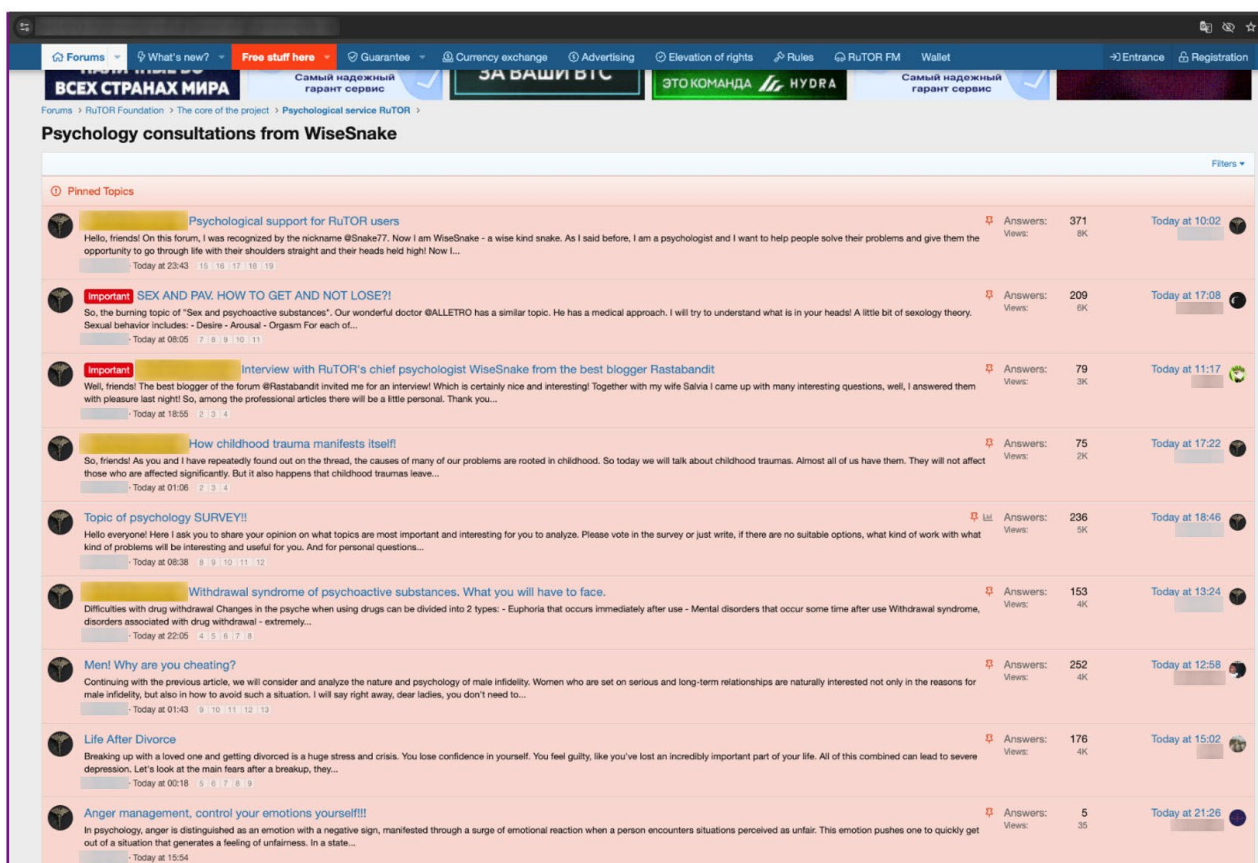 Forums What's new? Free stuff here Guarantee Currency exchange Advertising Elevation of rights Rules RuTOR FM Wallet Entrance Registration
ВСЕХ СТРАНАХ МИРА
Самый надежный
гарант сервис
ЗА ВАШИ BTC
ЭТО КОМАНДА HYDRA
Самый надежный
гарант сервис
Forums > RuTOR Foundation > The core of the project > Psychological service RuTOR >
Psychology consultations from WiseSnake
Filters
Pinned Topics
Psychological support for RuTOR users Answers: 371 Today at 10:02
Views: 8K
Hello, friends! On this forum, I was recognized by the nickname @Snake77. Now I am WiseSnake - a wise kind snake. As I said before, I am a psychologist and I want to help people solve their problems and give them the
opportunity to go through life with their shoulders straight and their heads held high! Now I...
· Today at 23:43 15 16 17 18 19
Important SEX AND PAV. HOW TO GET AND NOT LOSE?! Answers: 209 Today at 17:08
Views: 6K
So, the burning topic of "Sex and psychoactive substances". Our wonderful doctor @ALLETRO has a similar topic. He has a medical approach. I will try to understand what is in your heads! A little bit of sexology theory.
Sexual behavior includes: - Desire - Arousal - Orgasm For each of...
· Today at 08:05 7 8 9 10 11
Important Interview with RuTOR's chief psychologist WiseSnake from the best blogger Rastabandit Answers: 79 Today at 11:17
Views: 3K
Well, friends! The best blogger of the forum @Rastabandit invited me for an interview! Which is certainly nice and interesting! Together with my wife Salvia I came up with many interesting questions, well, I answered them
with pleasure last night! So, among the professional articles there will be a little personal. Thank you...
· Today at 18:55 2 3 4
How childhood trauma manifests itself! Answers: 75 Today at 17:22
Views: 2K
So, friends! As you and I have repeatedly found out on the thread, the causes of many of our problems are rooted in childhood. So today we will talk about childhood traumas. Almost all of us have them. They will not affect
those who are affected significantly. But it also happens that childhood traumas leave...
· Today at 01:06 2 3 4
Topic of psychology SURVEY!! Answers: 236 Today at 18:46
Views: 5K
Hello everyone! Here I ask you to share your opinion on what topics are most important and interesting for you to analyze. Please vote in the survey or just write, if there are no suitable options, what kind of work with what
kind of problems will be interesting and useful for you. And for personal questions...
· Today at 08:38 8 9 10 11 12
Withdrawal syndrome of psychoactive substances. What you will have to face. Answers: 153 Today at 13:24
Views: 4K
Difficulties with drug withdrawal Changes in the psyche when using drugs can be divided into 2 types: - Euphoria that occurs immediately after use - Mental disorders that occur some time after use Withdrawal syndrome,
disorders associated with drug withdrawal - extremely...
· Today at 22:05 4 5 6 7 8
Men! Why are you cheating? Answers: 252 Today at 12:58
Views: 4K
Continuing with the previous article, we will consider and analyze the nature and psychology of male infidelity. Women who are set on serious and long-term relationships are naturally interested not only in the reasons for
male infidelity, but also in how to avoid such a situation. I will say right away, dear ladies, you don't need to...
· Today at 01:43 9 10 11 12 13
Life After Divorce Answers: 176 Today at 15:02
Views: 4K
Breaking up with a loved one and getting divorced is a huge stress and crisis. You lose confidence in yourself. You feel guilty, like you've lost an incredibly important part of your life. All of this combined can lead to severe
depression. Let's look at the main fears after a breakup, they...
· Today at 00:18 5 6 7 8 9
Anger management, control your emotions yourself!!! Answers: 5 Today at 21:26
Views: 35
In psychology, anger is distinguished as an emotion with a negative sign, manifested through a surge of emotional reaction when a person encounters situations perceived as unfair. This emotion pushes one to quickly get
out of a situation that generates a feeling of unfairness. In a state...
· Today at 15:54